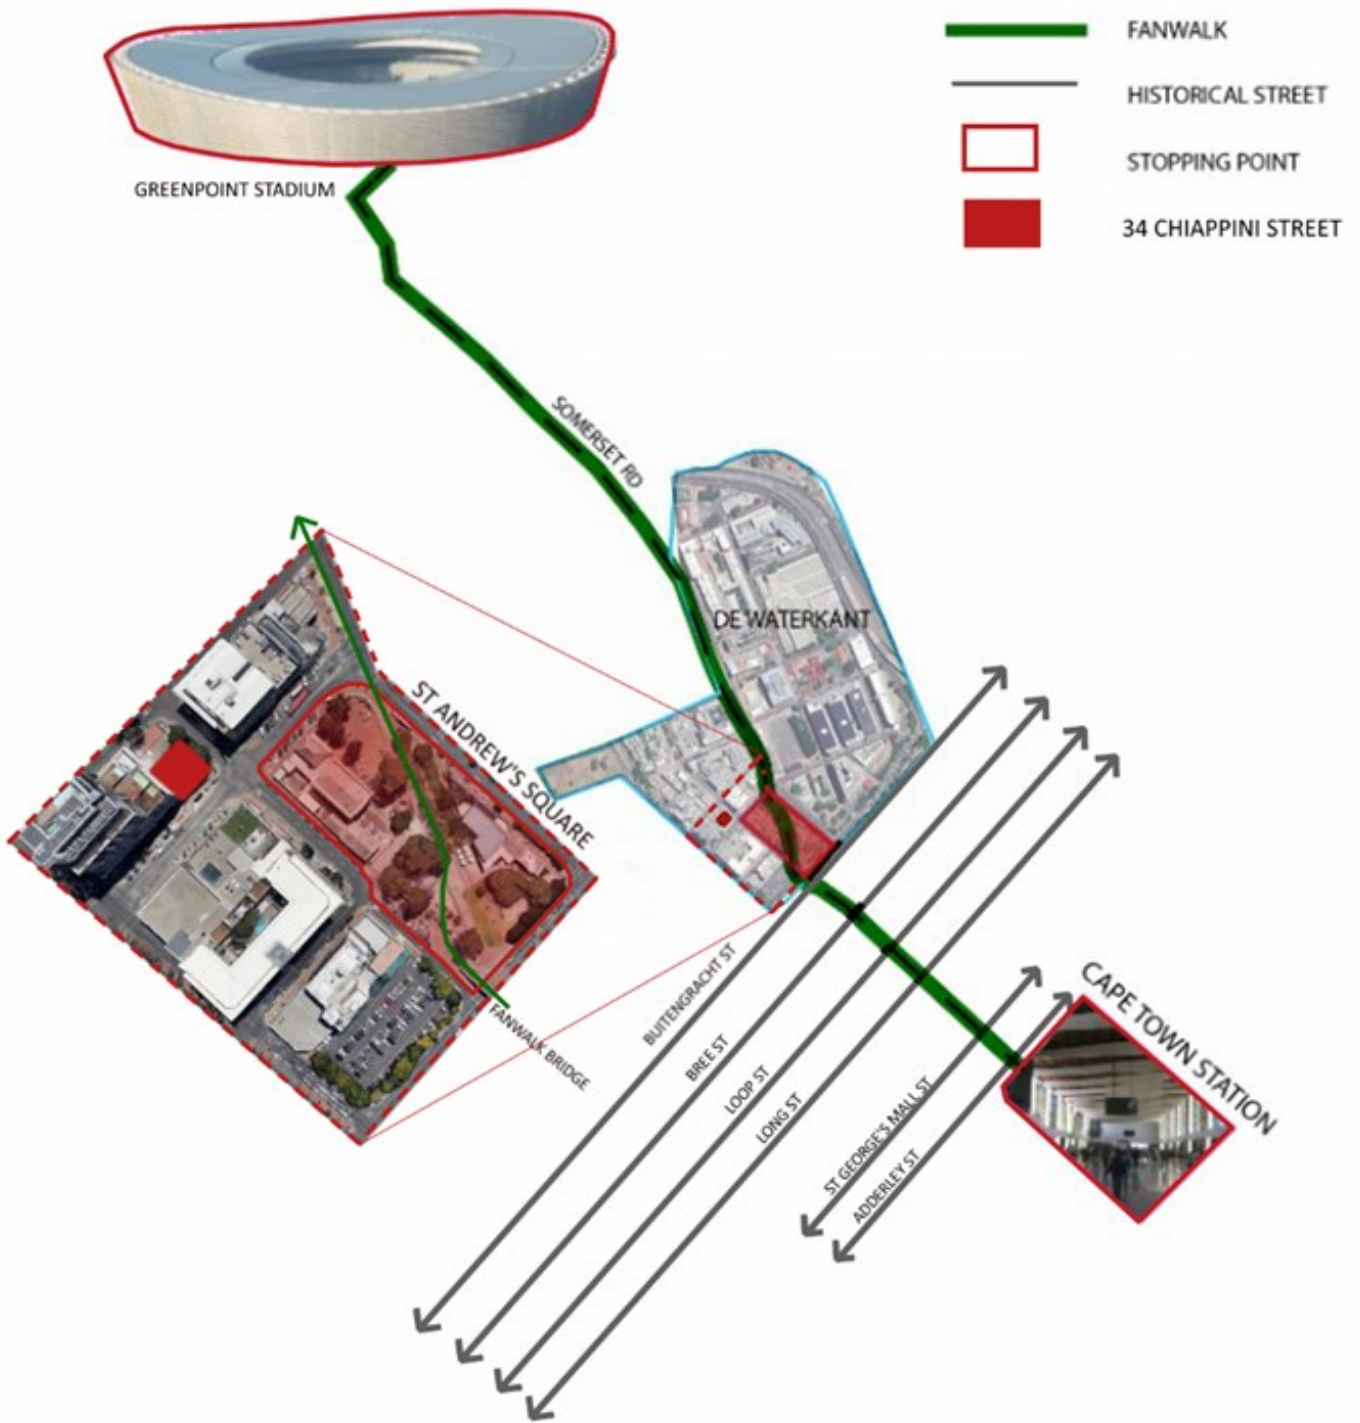 FANWALK
HISTORICAL STREET
STOPPING POINT
34 CHIAPPINI STREET
GREENPOINT STADIUM
SOMERSET RD
DE WATERKANT
ST ANDREW'S SQUARE
FANWALK BRIDGE
BUITENGRACHT ST
BREE ST
LOOP ST
LONG ST
ST GEORGE'S MALL ST
ADDERLEY ST
CAPE TOWN STATION